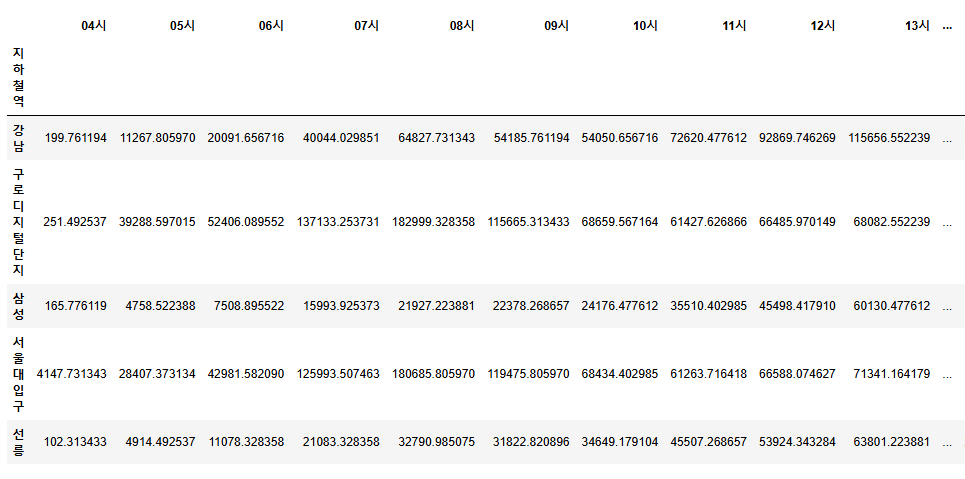 04시 05시 06시 07시 08시 09시 10시 11시 12시 13시 ...
지
하
철
역
강
남 199.761194 11267.805970 20091.656716 40044.029851 64827.731343 54185.761194 54050.656716 72620.477612 92869.746269 115656.552239 ...
구
로
디
지
털
단
지 251.492537 39288.597015 52406.089552 137133.253731 182999.328358 115665.313433 68659.567164 61427.626866 66485.970149 68082.552239 ...
삼
성 165.776119 4758.522388 7508.895522 15993.925373 21927.223881 22378.268657 24176.477612 35510.402985 45498.417910 60130.477612 ...
서
울
대
입
구 4147.731343 28407.373134 42981.582090 125993.507463 180685.805970 119475.805970 68434.402985 61263.716418 66588.074627 71341.164179 ...
선
릉 102.313433 4914.492537 11078.328358 21083.328358 32790.985075 31822.820896 34649.179104 45507.268657 53924.343284 63801.223881 ...